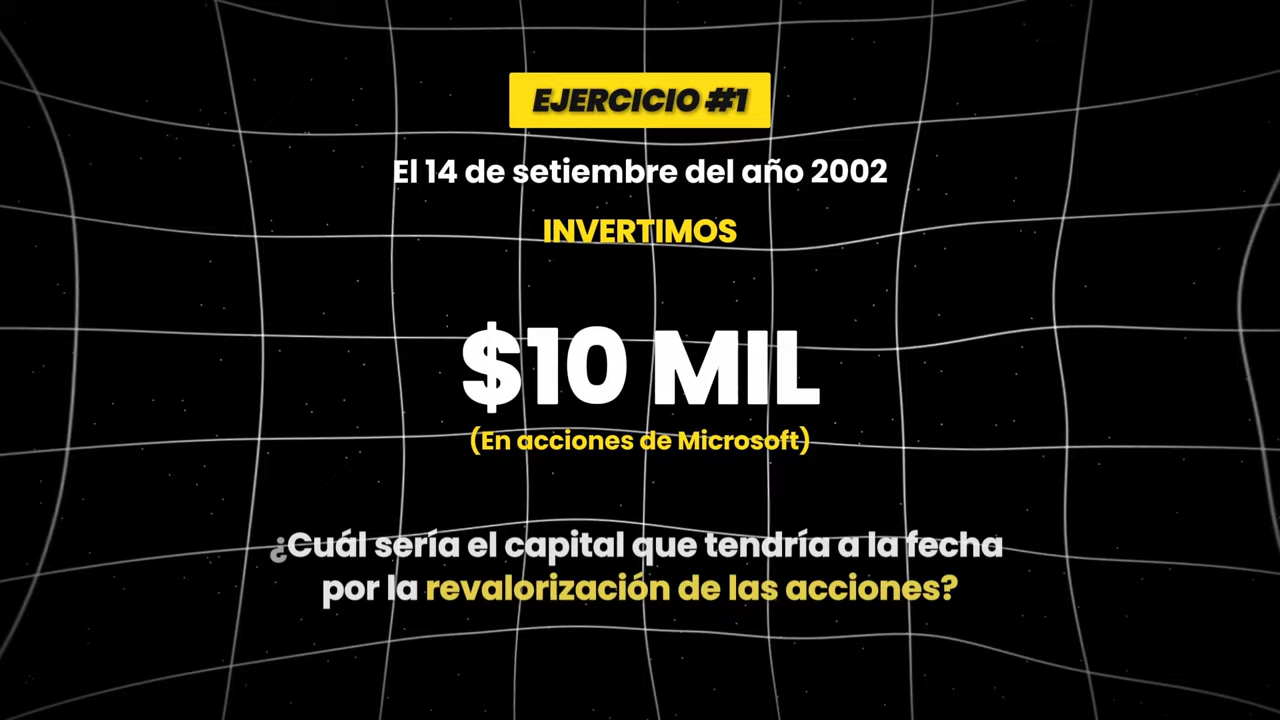 EJERCICIO #1
El 14 de setiembre del año 2002
INVERTIMOS
$10 MIL
(En acciones de Microsoft)
¿Cuál sería el capital que tendría a la fecha
por la revalorización de las acciones?